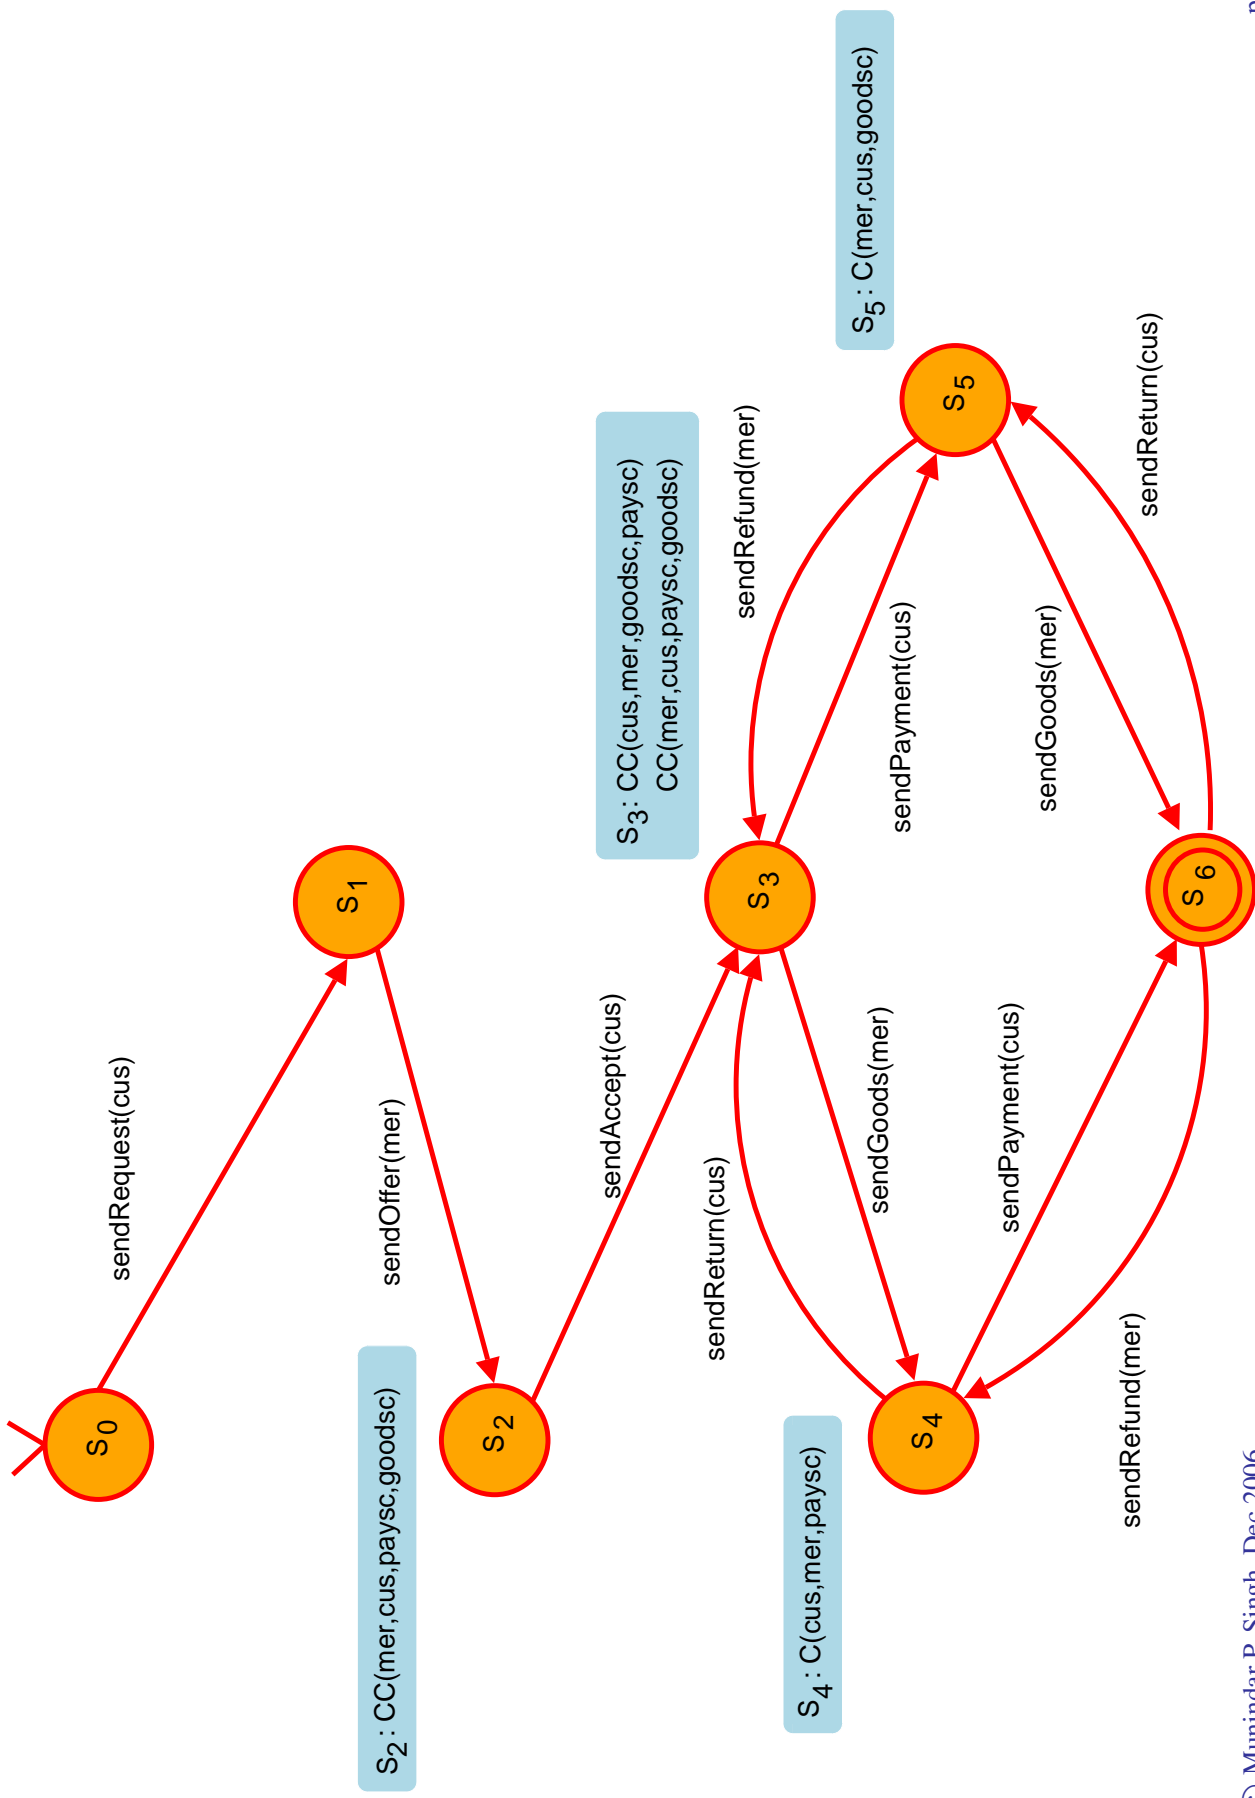 S0
sendRequest(cus)
S1
sendOffer(mer)
S2 : CC(mer,cus,paysc,goodsc)
S2
sendAccept(cus)
S3 : CC(cus,mer,goodsc,paysc)
CC(mer,cus,paysc,goodsc)
S3
sendReturn(cus)
sendRefund(mer)
sendGoods(mer)
sendPayment(cus)
S4 : C(cus,mer,paysc)
S4
S5 : C(mer,cus,goodsc)
S5
sendPayment(cus)
sendGoods(mer)
sendRefund(mer)
sendReturn(cus)
S6
Munindar P. Singh, Dec 2006